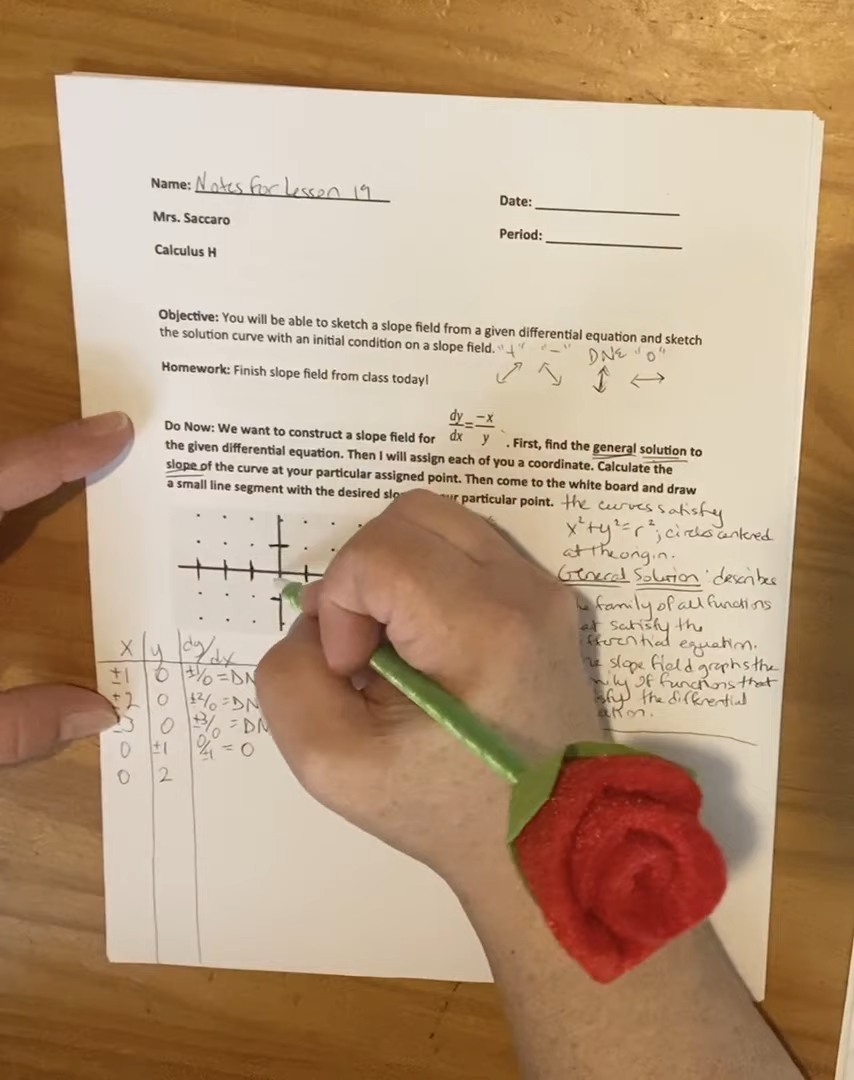 Name: Notes for Lesson 19
Date:
Mrs. Saccaro
Period:
Calculus H
Objective: You will be able to sketch a slope field from a given differential equation and sketch
the solution curve with an initial condition on a slope field. "+" "-" DNE "0"
Homework: Finish slope field from class today!
Do Now: We want to construct a slope field for dy/dx = -x/y. First, find the general solution to
the given differential equation. Then I will assign each of you a coordinate. Calculate the
slope of the curve at your particular assigned point. Then come to the white board and draw
a small line segment with the desired particular point.
the curves satisfy
x²+y²=r²; circles centered
at the origin.
General Solution: describes
family of all functions
satisfy the
equation.
slope field graphs the
of functions that
the differential
x y dy/dx
±1 0 ±1/0 = DN
±2 0 ±2/0 = DN
±3 0 ±3/0 = DN
0 ±1 0/±1 = 0
0 2